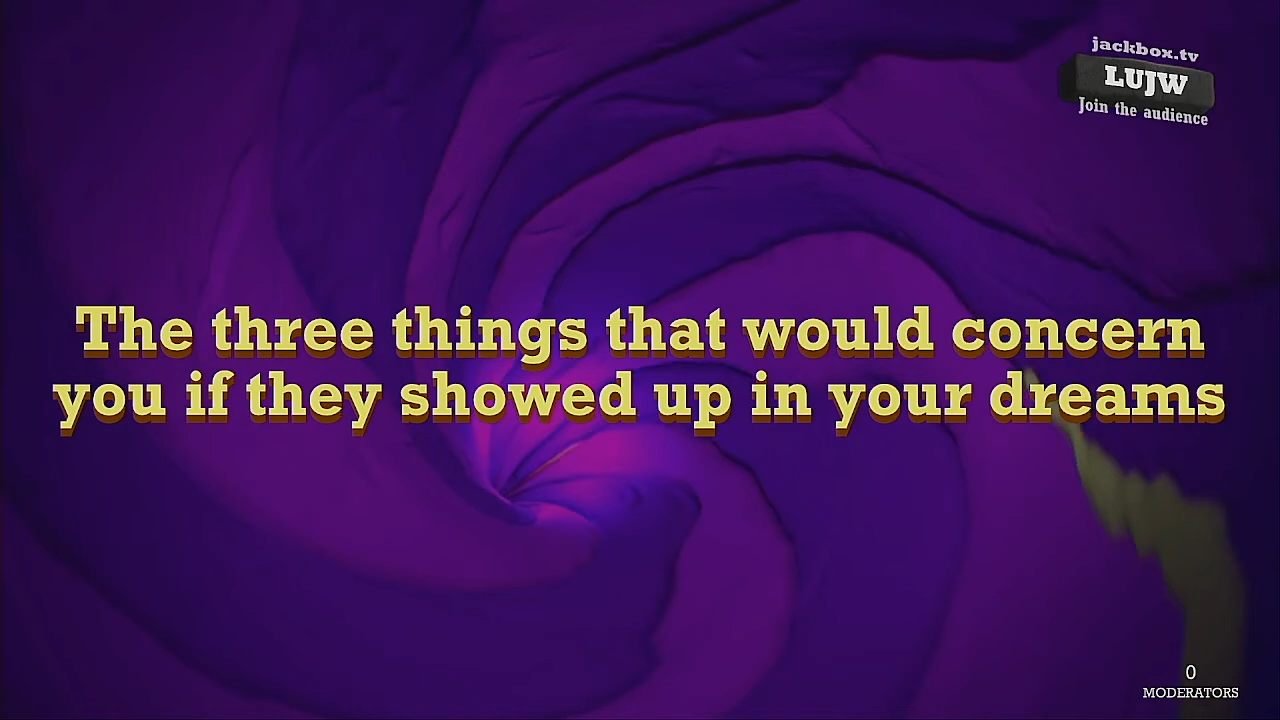 jackbox.tv
LUJW
Join the audience
The three things that would concern
you if they showed up in your dreams
0
MODERATORS